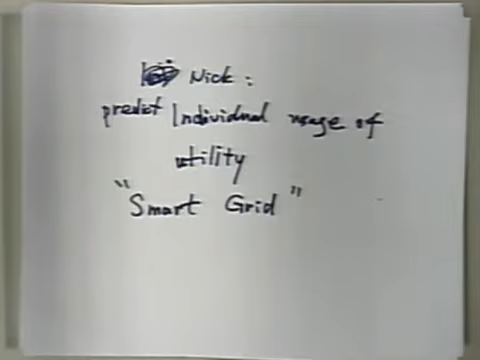 Nick:
predict Individual usage of
utility
"Smart Grid"